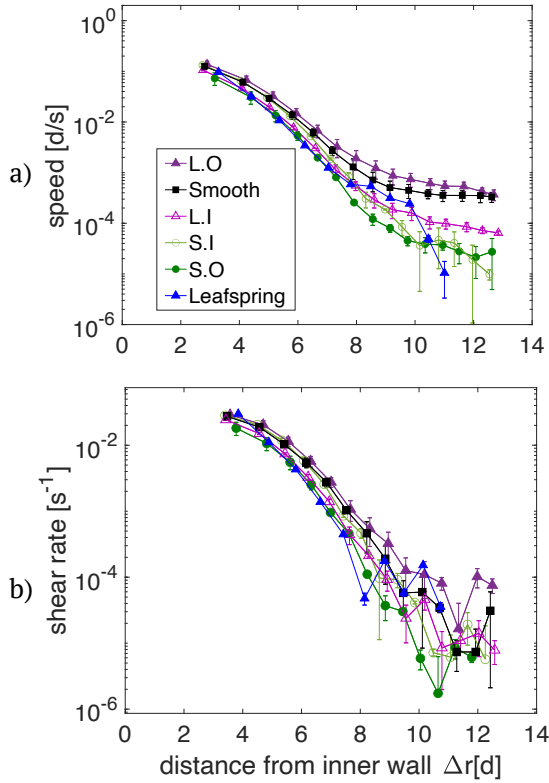 a)
speed [d/s]
10^0
10^-2
10^-4
10^-6
L.O
Smooth
L.I
S.I
S.O
Leafspring
0 2 4 6 8 10 12 14
b)
shear rate [s^-1]
10^-2
10^-4
10^-6
0 2 4 6 8 10 12 14
distance from inner wall Δr[d]